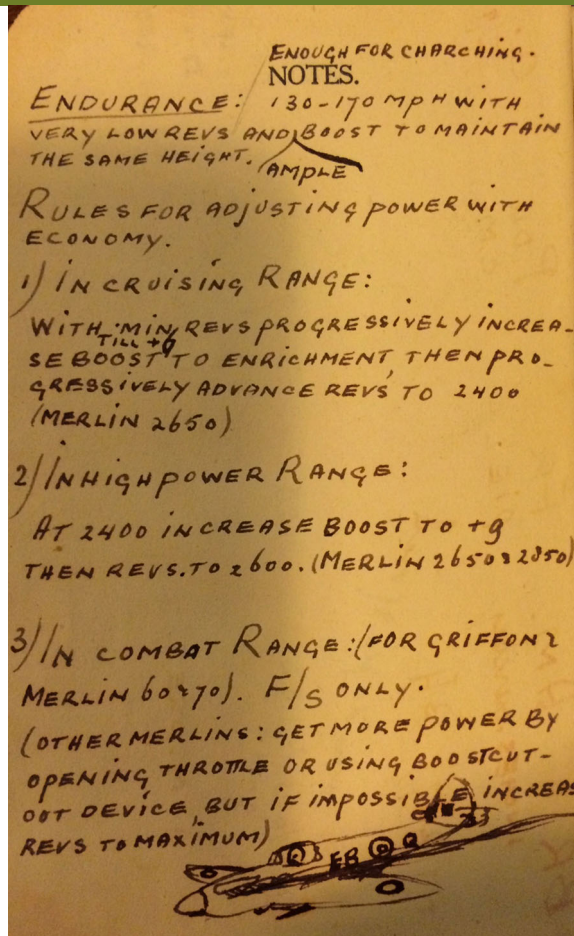 ENOUGH FOR CHARCHING.
NOTES.
ENDURANCE: 130-170 MPH WITH
VERY LOW REVS AND BOOST TO MAINTAIN
THE SAME HEIGHT.
AMPLE
RULES FOR ADJUSTING POWER WITH
ECONOMY.
1) IN CRUISING RANGE:
WITH MIN. REVS PROGRESSIVELY INCREA-
TILL +6
SE BOOST TO ENRICHMENT, THEN PRO-
GRESSIVELY ADVANCE REVS TO 2400
(MERLIN 2650)
2) IN HIGH POWER RANGE:
AT 2400 INCREASE BOOST TO +9
THEN REVS. TO 2600. (MERLIN 2650 & 2850)
3) IN COMBAT RANGE: (FOR GRIFFON &
MERLIN 60 & 70). F/S ONLY.
(OTHER MERLINS: GET MORE POWER BY
OPENING THROTTLE OR USING BOOSTCUT-
OUT DEVICE, BUT IF IMPOSSIBLE INCREAS
REVS TO MAXIMUM)
EB Q